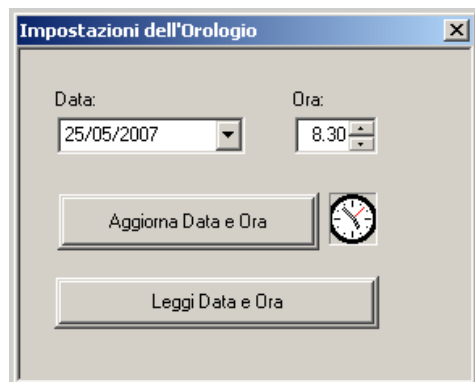 Impostazioni dell'Orologio
Data: Ora:
25/05/2007 8.30
Aggiorna Data e Ora
Leggi Data e Ora